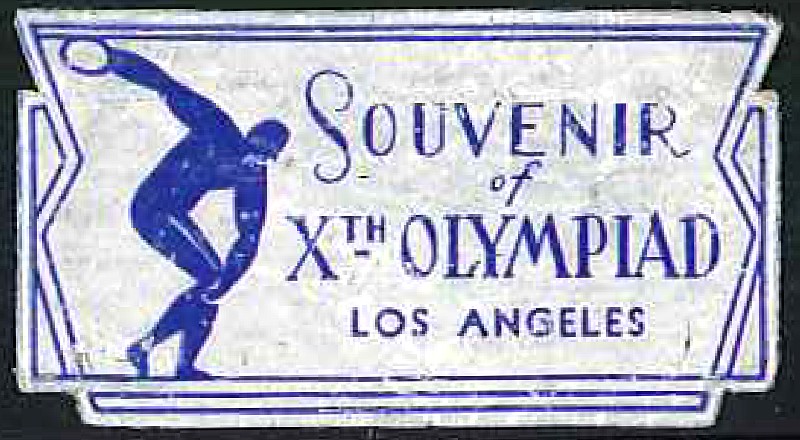 SOUVENIR
of
XTH OLYMPIAD
LOS ANGELES